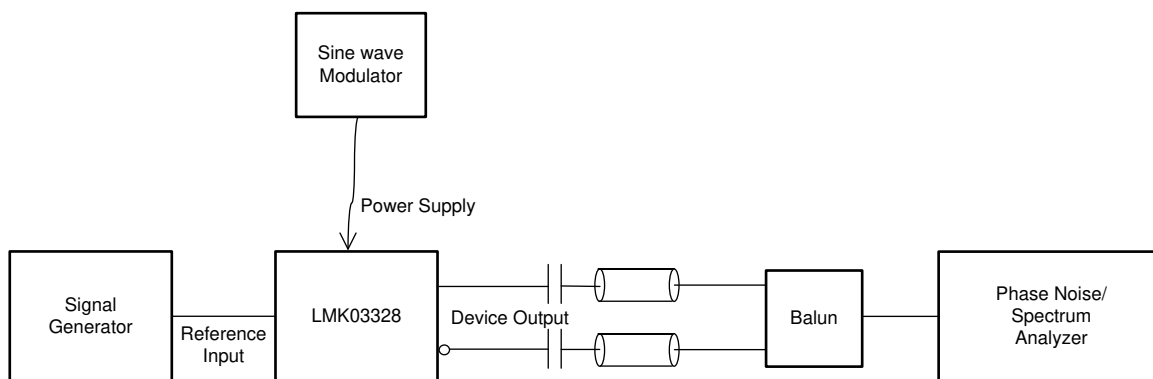 Sine wave
Modulator
Power Supply
Signal
Generator
Reference
Input
LMK03328
Device Output
Balun
Phase Noise/
Spectrum
Analyzer